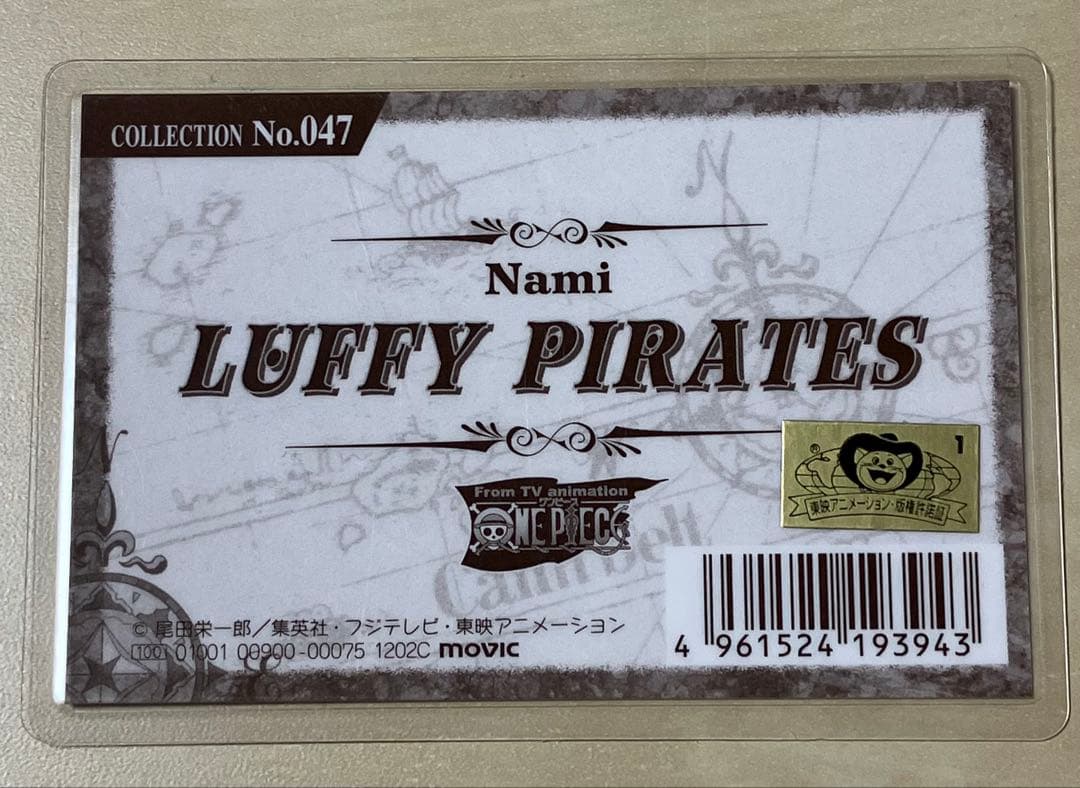 COLLECTION No.047
N
Nami
LUFFY PIRATES
From TV animation
ワンピース
ONE PIECE
Calm Belt
® 1
東映アニメーション・版権許諾証
© 尾田栄一郎／集英社・フジテレビ・東映アニメーション
100 01001 00900-00075 1202C movic
4 961524 193943